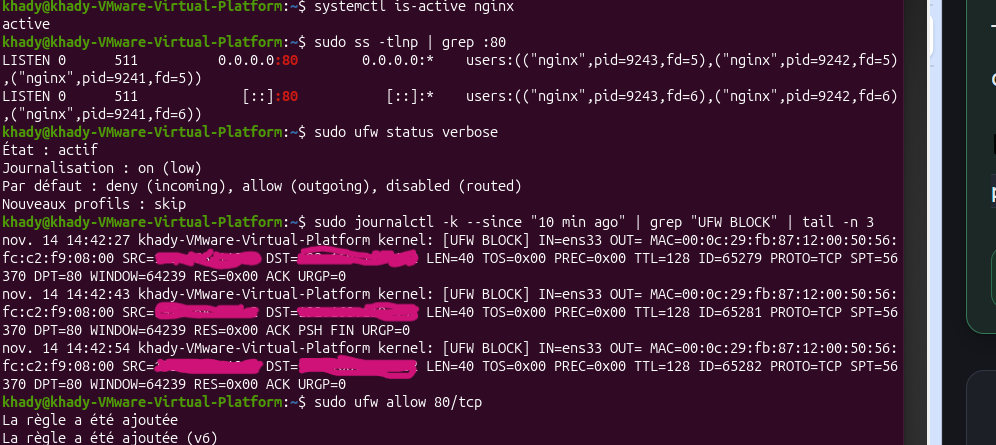 khady@khady-VMware-Virtual-Platform:~$ systemctl is-active nginx
active
khady@khady-VMware-Virtual-Platform:~$ sudo ss -tlnp | grep :80
LISTEN 0      511          0.0.0.0:80        0.0.0.0:*    users:(("nginx",pid=9243,fd=5),("nginx",pid=9242,fd=5)
,("nginx",pid=9241,fd=5))
LISTEN 0      511             [::]:80           [::]:*    users:(("nginx",pid=9243,fd=6),("nginx",pid=9242,fd=6)
,("nginx",pid=9241,fd=6))
khady@khady-VMware-Virtual-Platform:~$ sudo ufw status verbose
État : actif
Journalisation : on (low)
Par défaut : deny (incoming), allow (outgoing), disabled (routed)
Nouveaux profils : skip
khady@khady-VMware-Virtual-Platform:~$ sudo journalctl -k --since "10 min ago" | grep "UFW BLOCK" | tail -n 3
nov. 14 14:42:27 khady-VMware-Virtual-Platform kernel: [UFW BLOCK] IN=ens33 OUT= MAC=00:0c:29:fb:87:12:00:50:56:
fc:c2:f9:08:00 SRC= DST= LEN=40 TOS=0x00 PREC=0x00 TTL=128 ID=65279 PROTO=TCP SPT=56
370 DPT=80 WINDOW=64239 RES=0x00 ACK URGP=0
nov. 14 14:42:43 khady-VMware-Virtual-Platform kernel: [UFW BLOCK] IN=ens33 OUT= MAC=00:0c:29:fb:87:12:00:50:56:
fc:c2:f9:08:00 SRC= DST= LEN=40 TOS=0x00 PREC=0x00 TTL=128 ID=65281 PROTO=TCP SPT=56
370 DPT=80 WINDOW=64239 RES=0x00 ACK PSH FIN URGP=0
nov. 14 14:42:54 khady-VMware-Virtual-Platform kernel: [UFW BLOCK] IN=ens33 OUT= MAC=00:0c:29:fb:87:12:00:50:56:
fc:c2:f9:08:00 SRC= DST= LEN=40 TOS=0x00 PREC=0x00 TTL=128 ID=65282 PROTO=TCP SPT=56
370 DPT=80 WINDOW=64239 RES=0x00 ACK URGP=0
khady@khady-VMware-Virtual-Platform:~$ sudo ufw allow 80/tcp
La règle a été ajoutée
La règle a été ajoutée (v6)